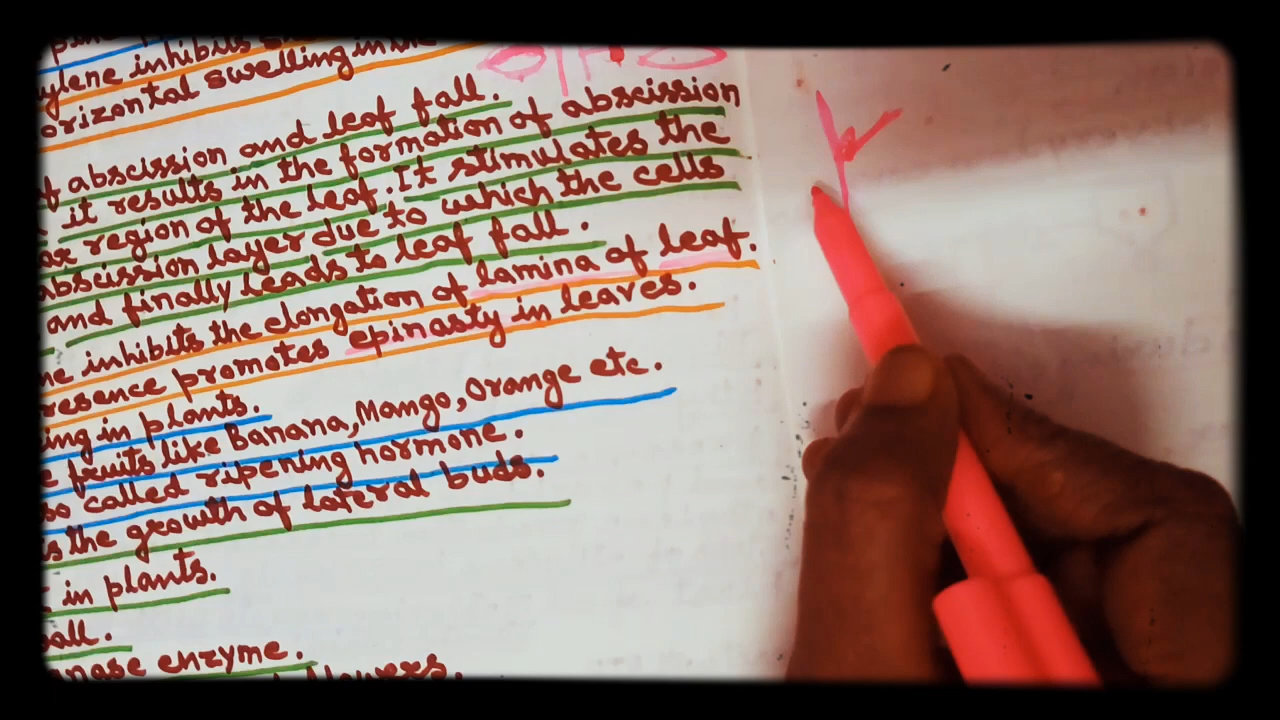 ylene inhibits
orizontal swelling in the
f abscission and leaf fall.
it results in the formation of abscission
ar region of the leaf. It stimulates the
abscission layer due to which the cells
and finally leads to leaf fall.
ne inhibits the elongation of lamina of leaf.
resence promotes epinasty in leaves.
ing in plants.
e fruits like Banana, Mango, Orange etc.
so called ripening hormone.
s the growth of lateral buds.
in plants.
all.
nase enzyme.
flowers.